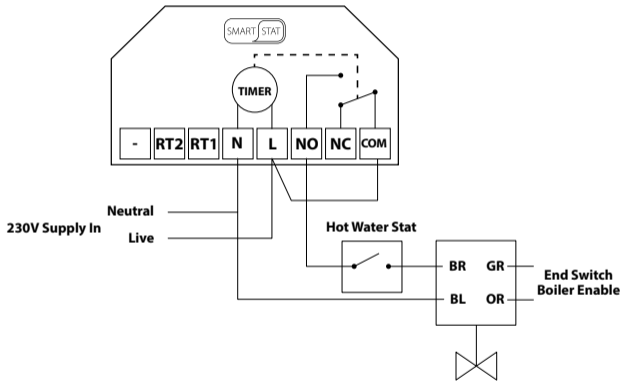 SMART STAT
TIMER
- RT2 RT1 N L NO NC COM
Neutral
230V Supply In
Live
Hot Water Stat
BR GR
BL OR
End Switch
Boiler Enable